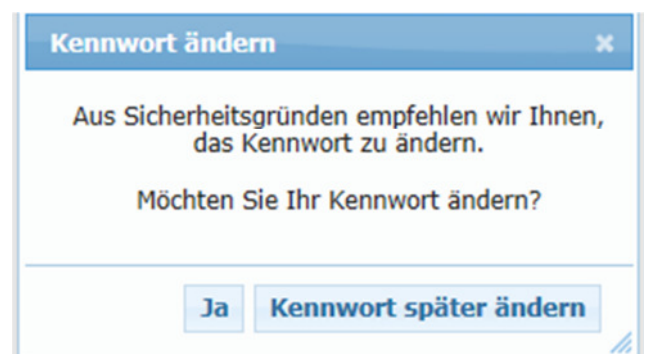 Kennwort ändern
Aus Sicherheitsgründen empfehlen wir Ihnen,
das Kennwort zu ändern.
Möchten Sie Ihr Kennwort ändern?
Ja Kennwort später ändern